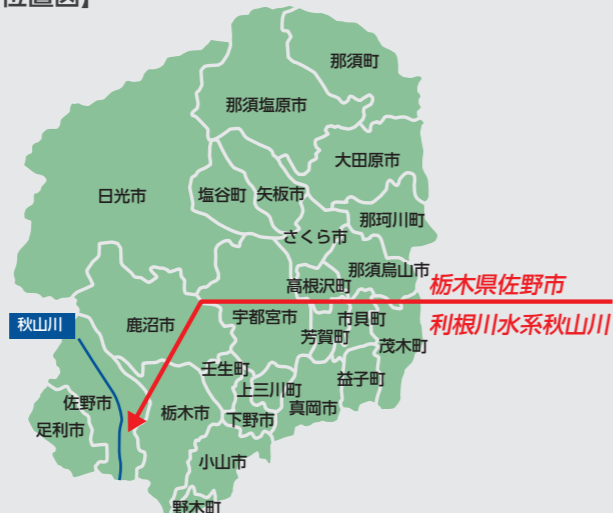 位置図】
那須町
那須塩原市
大田原市
日光市
塩谷町
矢板市
那珂川町
さくら市
那須烏山市
高根沢町
栃木県佐野市
秋山川
鹿沼市
宇都宮市
市貝町
利根川水系秋山川
芳賀町
茂木町
壬生町
益子町
上三川町
佐野市
栃木市
真岡市
下野市
足利市
小山市
野木町